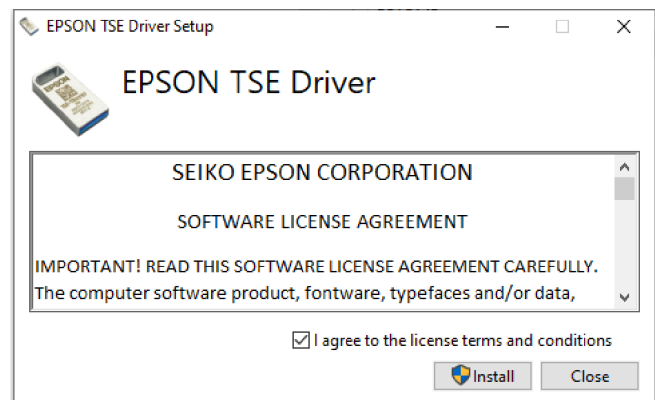 EPSON TSE Driver Setup
EPSON TSE Driver
SEIKO EPSON CORPORATION
SOFTWARE LICENSE AGREEMENT
IMPORTANT! READ THIS SOFTWARE LICENSE AGREEMENT CAREFULLY.
The computer software product, fontware, typefaces and/or data,
I agree to the license terms and conditions
Install Close